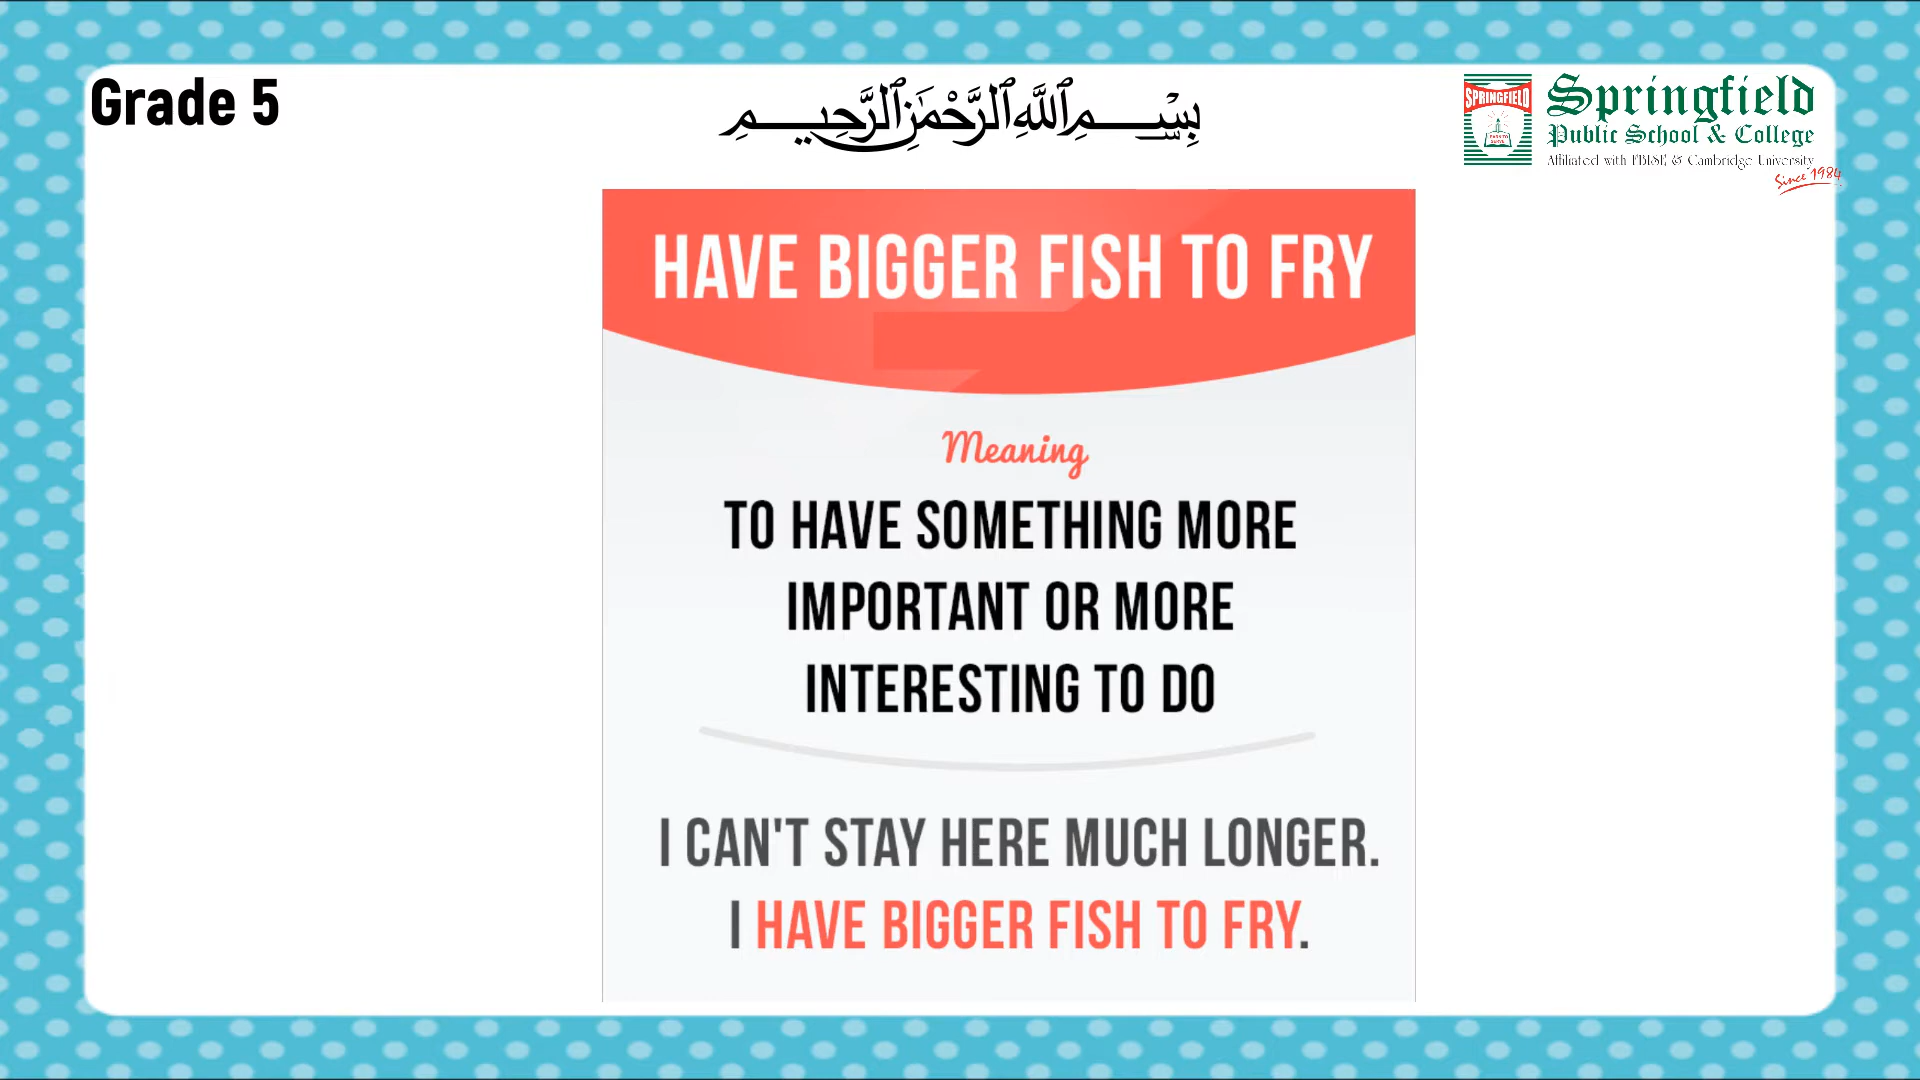 Grade 5
بِسْمِ ٱللَّٰهِ ٱلرَّحْمَٰنِ ٱلرَّحِيمِ
SPRINGFIELD
Springfield
Public School & College
Affiliated with FBISE & Cambridge University
Since 1984
HAVE BIGGER FISH TO FRY
Meaning
TO HAVE SOMETHING MORE
IMPORTANT OR MORE
INTERESTING TO DO
I CAN'T STAY HERE MUCH LONGER.
I HAVE BIGGER FISH TO FRY.